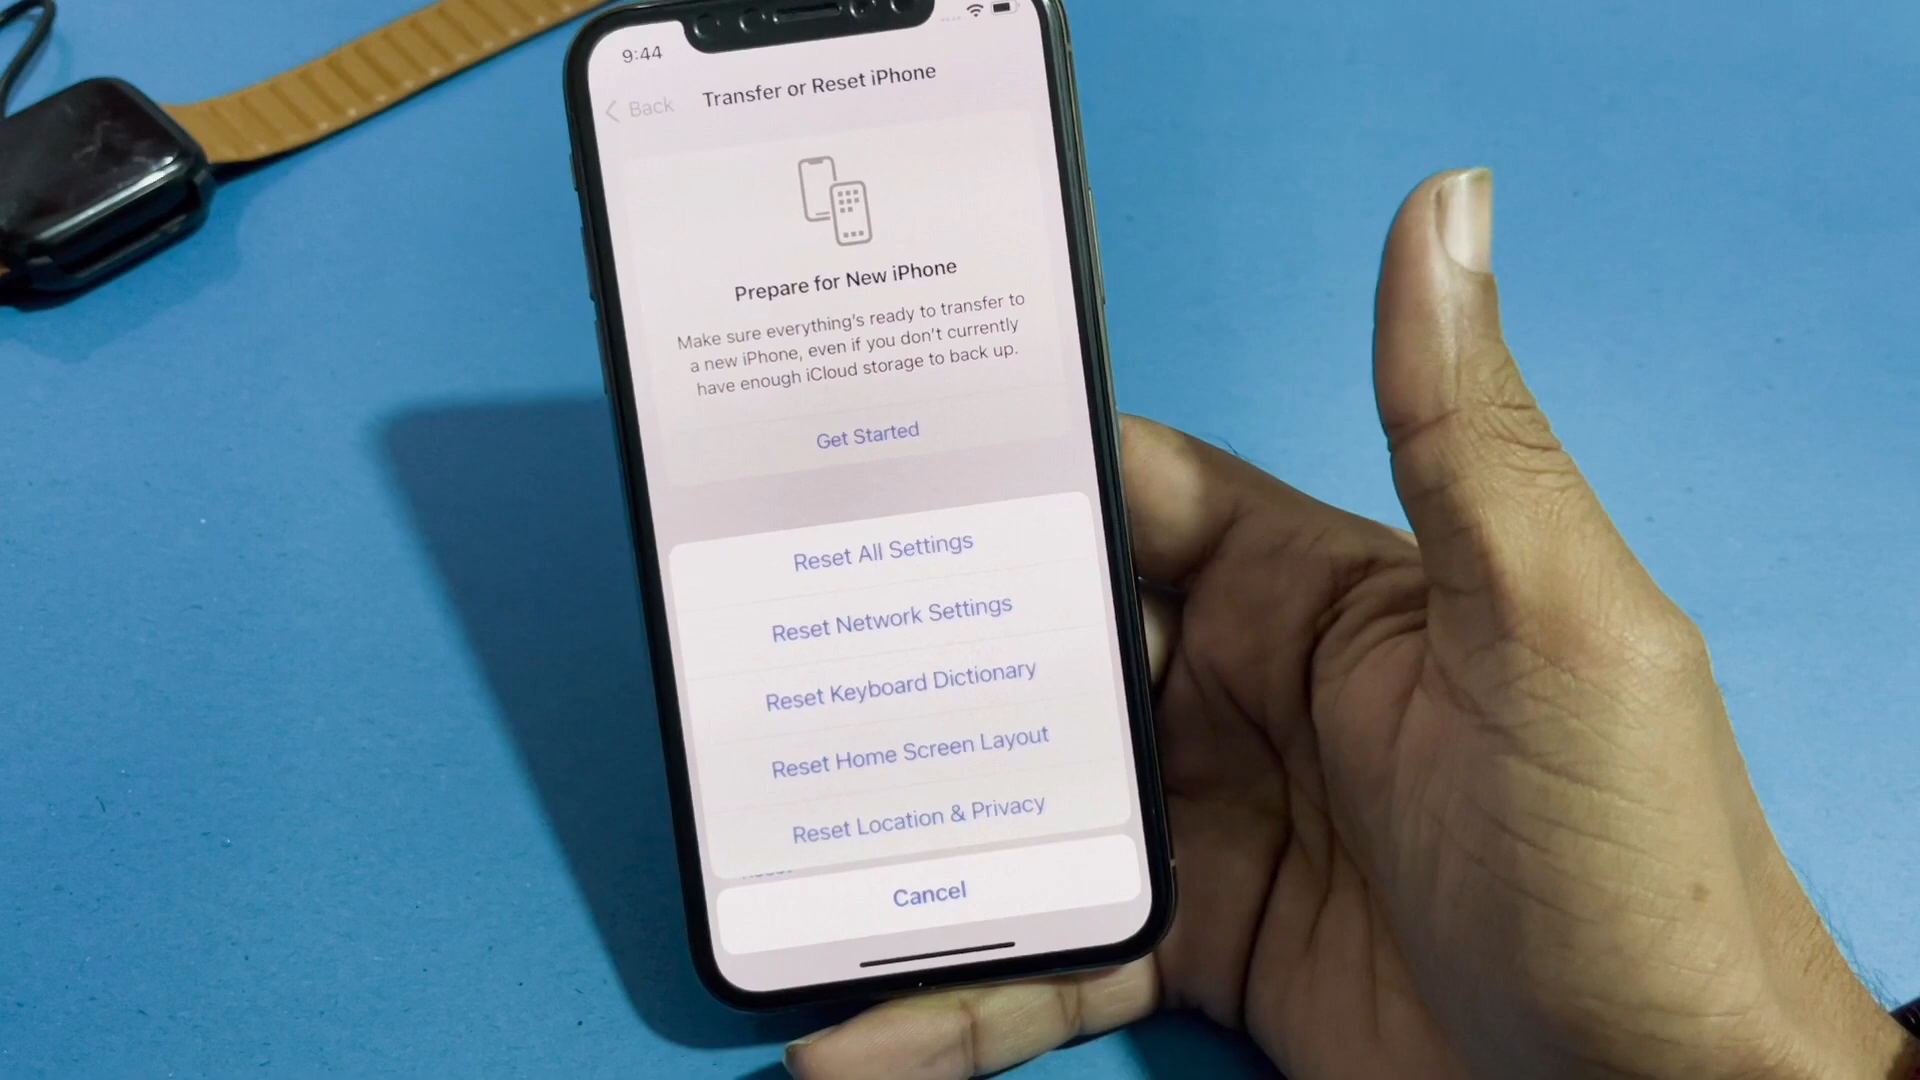 9:44
Back
Transfer or Reset iPhone
Prepare for New iPhone
Make sure everything's ready to transfer to
a new iPhone, even if you don't currently
have enough iCloud storage to back up.
Get Started
Reset All Settings
Reset Network Settings
Reset Keyboard Dictionary
Reset Home Screen Layout
Reset Location & Privacy
Cancel